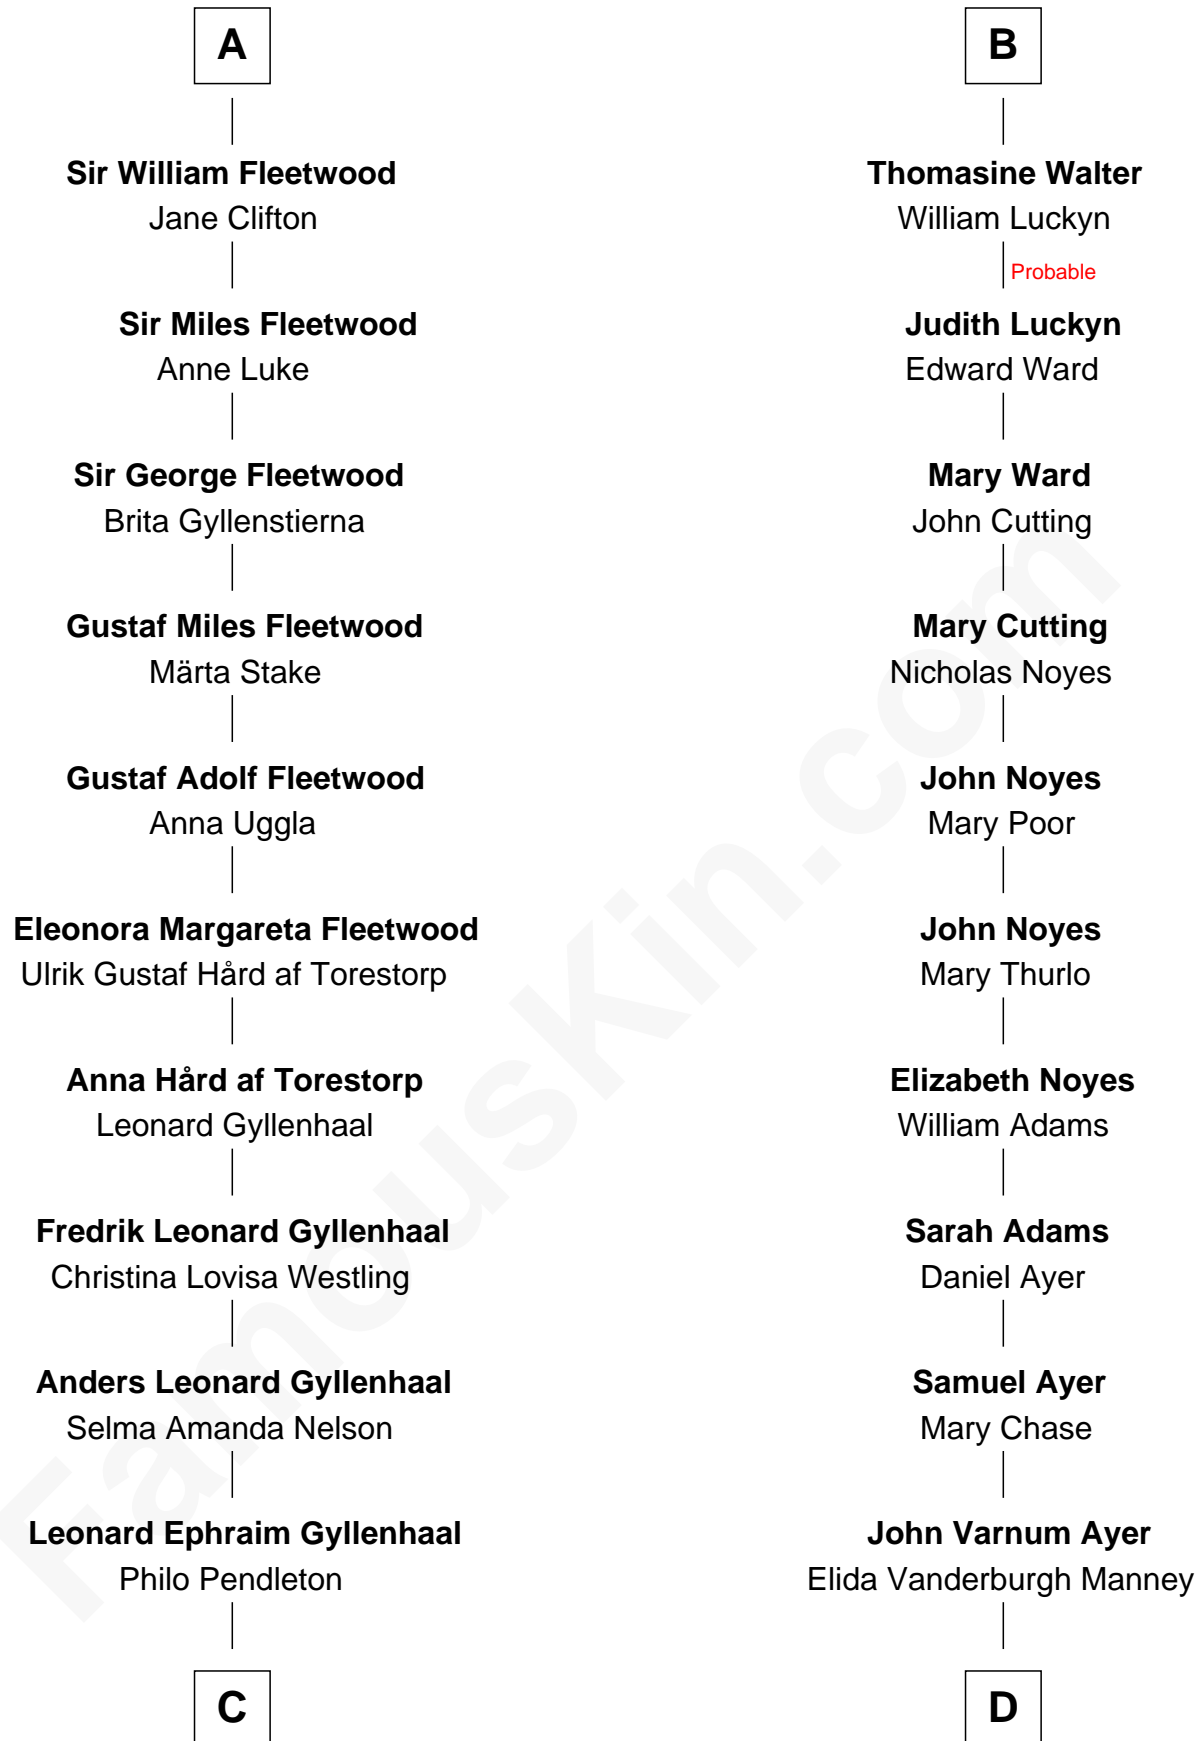 A
Sir William Fleetwood
Jane Clifton
Sir Miles Fleetwood
Anne Luke
Sir George Fleetwood
Brita Gyllenstierna
Gustaf Miles Fleetwood
Märta Stake
Gustaf Adolf Fleetwood
Anna Uggla
Eleonora Margareta Fleetwood
Ulrik Gustaf Hård af Torestorp
Anna Hård af Torestorp
Leonard Gyllenhaal
Fredrik Leonard Gyllenhaal
Christina Lovisa Westling
Anders Leonard Gyllenhaal
Selma Amanda Nelson
Leonard Ephraim Gyllenhaal
Philo Pendleton
C
B
Thomasine Walter
William Luckyn
Probable
Judith Luckyn
Edward Ward
Mary Ward
John Cutting
Mary Cutting
Nicholas Noyes
John Noyes
Mary Poor
John Noyes
Mary Thurlo
Elizabeth Noyes
William Adams
Sarah Adams
Daniel Ayer
Samuel Ayer
Mary Chase
John Varnum Ayer
Elida Vanderburgh Manney
D
FamousKin.com